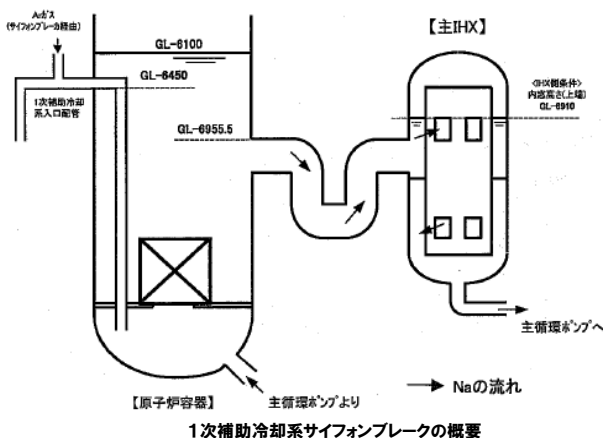 Acガス
(サイフォンブレーカ経由)
GL-6100
GL-6450
1次補助冷却
系入口配管
GL-6955.5
【主IHX】
<IHX側条件>
内窓高さ(上端)
GL-6910
主循環ポンプへ
Naの流れ
【原子炉容器】
主循環ポンプより
1次補助冷却系サイフォンブレークの概要